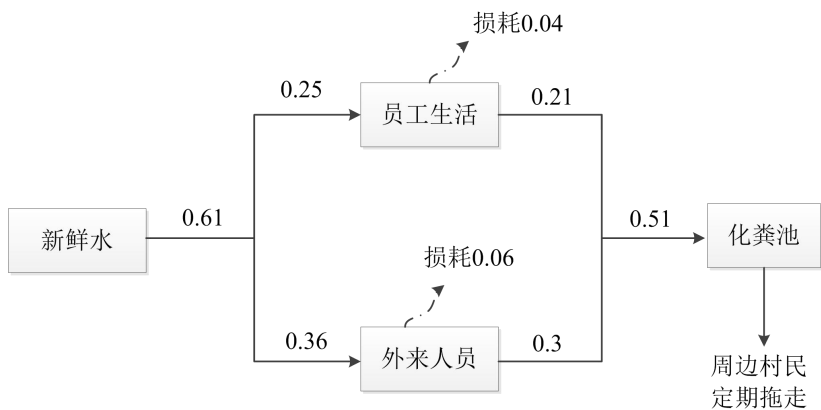 损耗0.04
0.25
员工生活
0.21
新鲜水
0.61
0.51
化粪池
损耗0.06
0.36
外来人员
0.3
周边村民
定期拖走